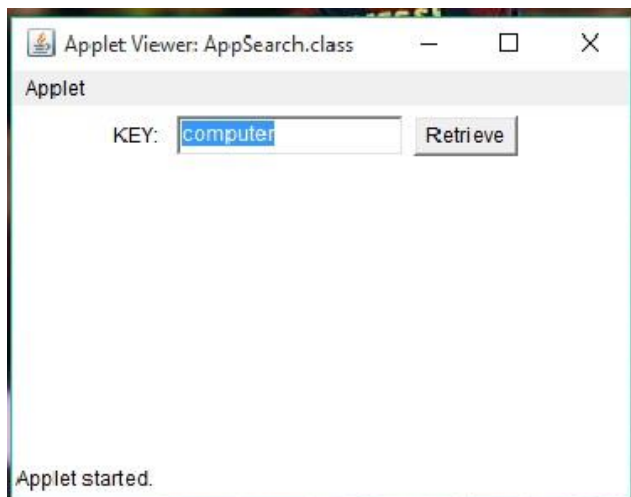 Applet Viewer: AppSearch.class
Applet
KEY: computer Retrieve
Applet started.